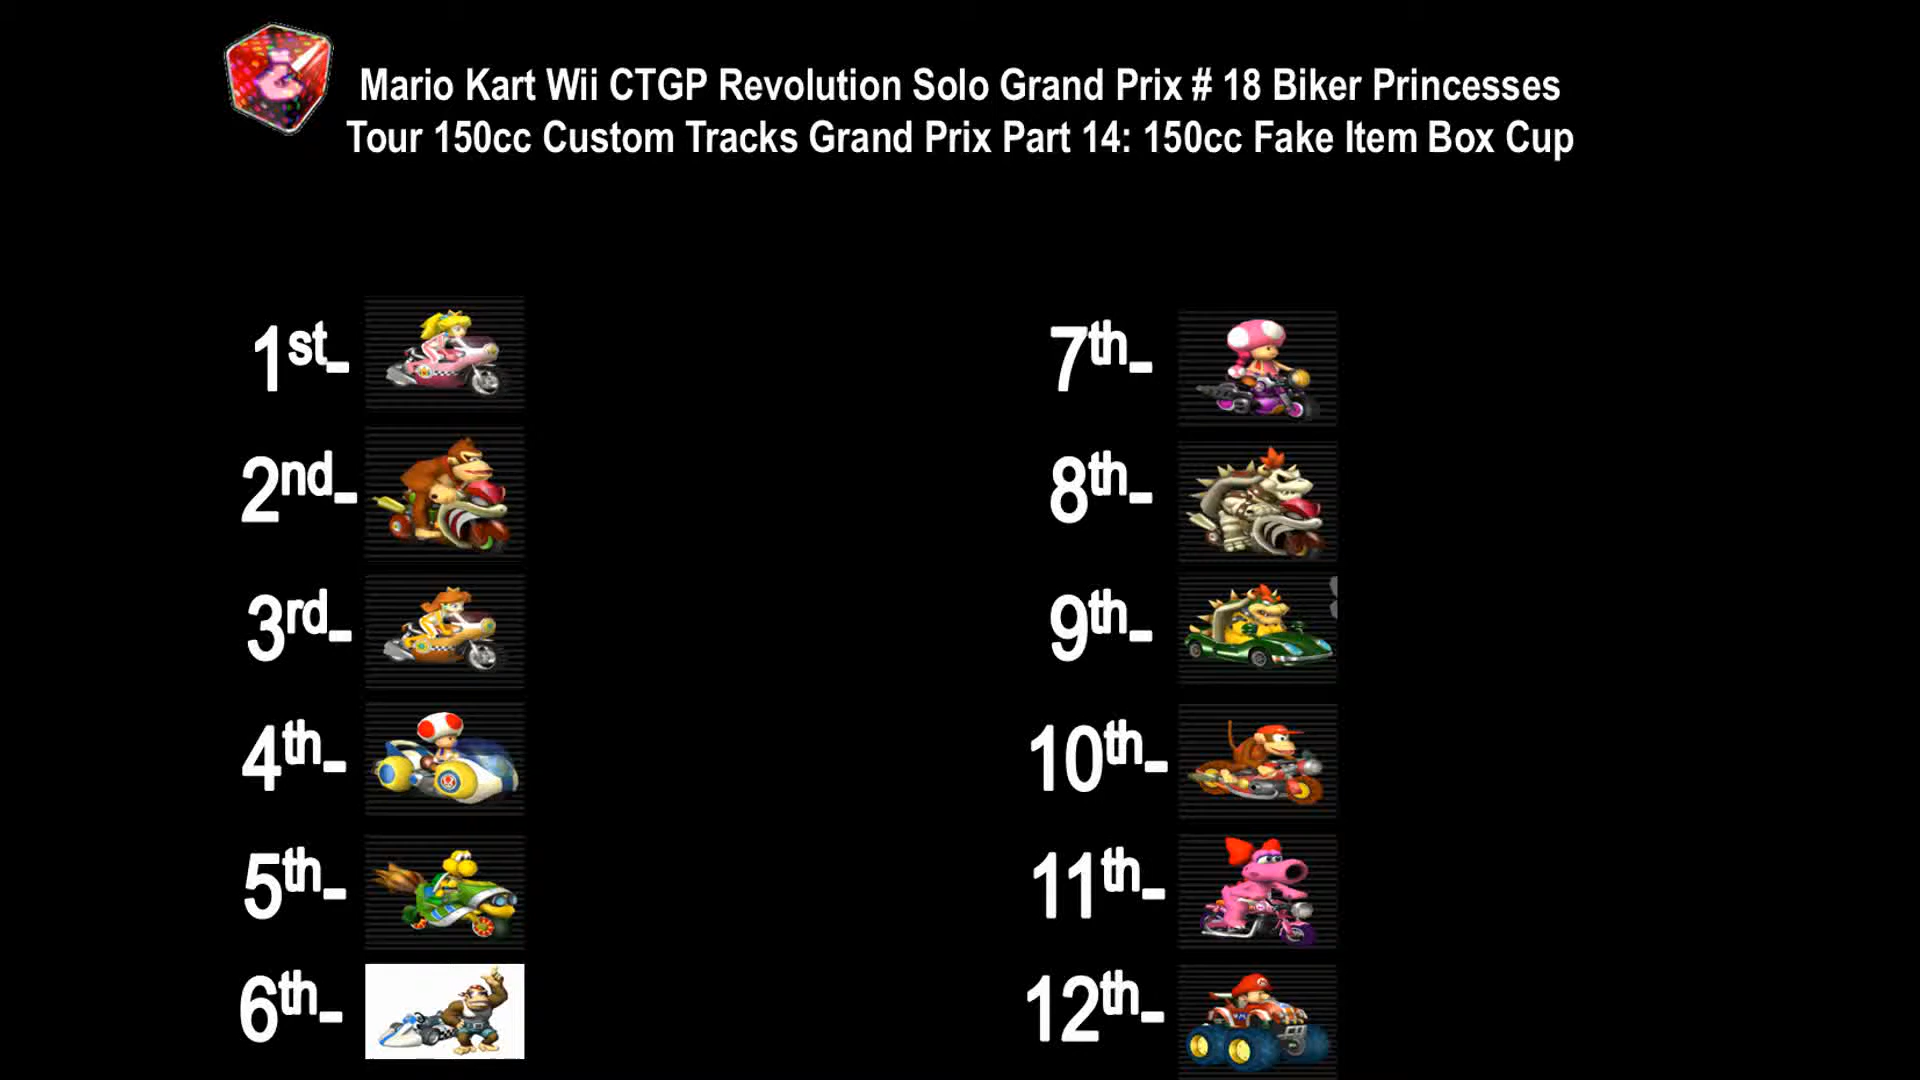 Mario Kart Wii CTGP Revolution Solo Grand Prix # 18 Biker Princesses
Tour 150cc Custom Tracks Grand Prix Part 14: 150cc Fake Item Box Cup
1st-
2nd-
3rd-
4th-
5th-
6th-
7th-
8th-
9th-
10th-
11th-
12th-